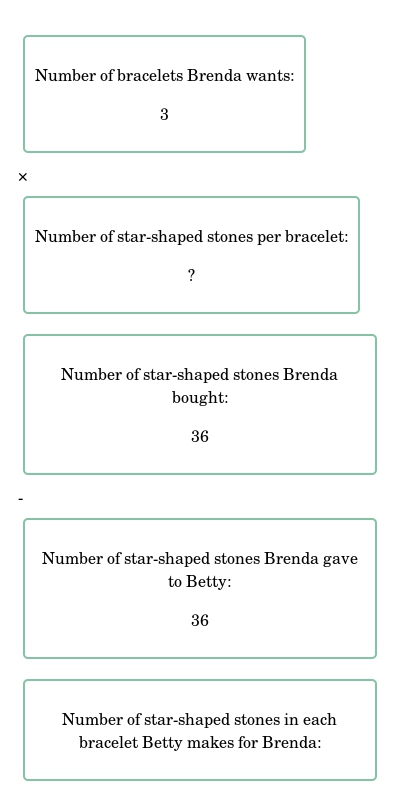 Number of bracelets Brenda wants:
3
×
Number of star-shaped stones per bracelet:
?
Number of star-shaped stones Brenda
bought:
36
-
Number of star-shaped stones Brenda gave
to Betty:
36
Number of star-shaped stones in each
bracelet Betty makes for Brenda: